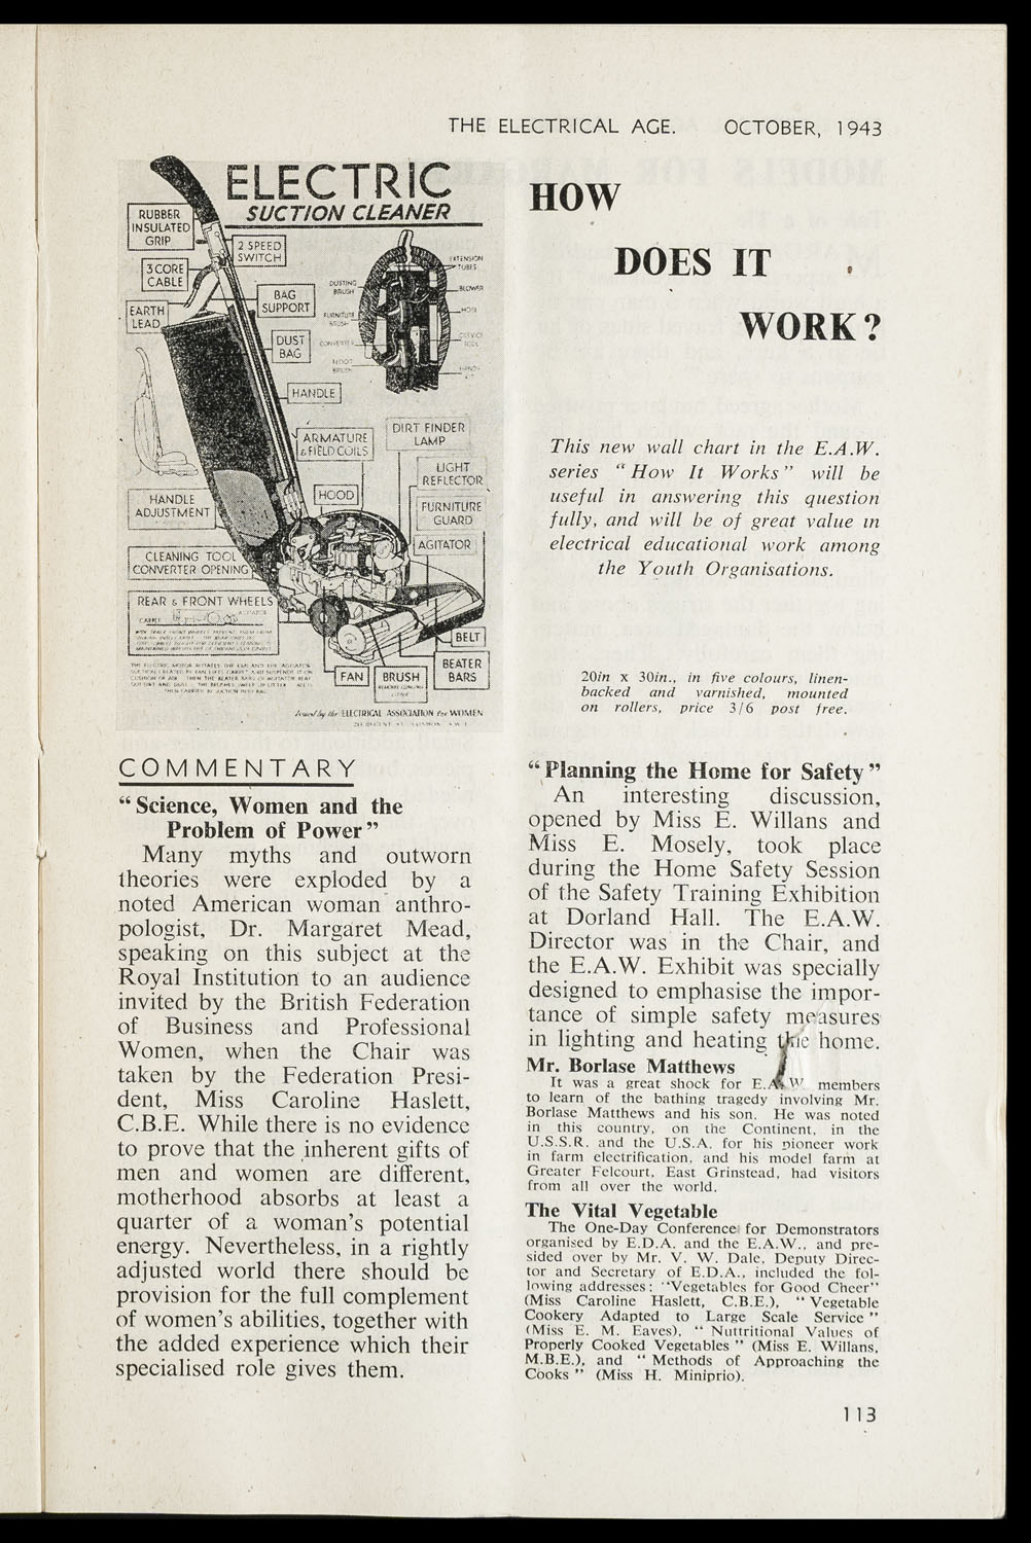 THE ELECTRICAL AGE. OCTOBER, 1943
ELECTRIC
SUCTION CLEANER
RUBBER
INSULATED
GRIP
2 SPEED
SWITCH
3 CORE
CABLE
BAG
SUPPORT
EARTH
LEAD
DUST
BAG
HANDLE
EXTENSION
TUBES
DUSTING
BRUSH
BLOWER
FURNITURE
BRUSH
ARMATURE
& FIELD COILS
DIRT FINDER
LAMP
LIGHT
REFLECTOR
HOOD
FURNITURE
GUARD
HANDLE
ADJUSTMENT
AGITATOR
CLEANING TOOL
CONVERTER OPENING
REAR & FRONT WHEELS
CARPET
AGITATOR
BELT
BEATER
BARS
FAN
BRUSH
Issued by the ELECTRICAL ASSOCIATION for WOMEN
HOW
DOES IT
WORK?
This new wall chart in the E.A.W.
series "How It Works" will be
useful in answering this question
fully, and will be of great value in
electrical educational work among
the Youth Organisations.
20in x 30in., in five colours, linen-
backed and varnished, mounted
on rollers, price 3/6 post free.
COMMENTARY
"Science, Women and the
Problem of Power"
Many myths and outworn
theories were exploded by a
noted American woman anthro-
pologist, Dr. Margaret Mead,
speaking on this subject at the
Royal Institution to an audience
invited by the British Federation
of Business and Professional
Women, when the Chair was
taken by the Federation Presi-
dent, Miss Caroline Haslett,
C.B.E. While there is no evidence
to prove that the inherent gifts of
men and women are different,
motherhood absorbs at least a
quarter of a woman's potential
energy. Nevertheless, in a rightly
adjusted world there should be
provision for the full complement
of women's abilities, together with
the added experience which their
specialised role gives them.
"Planning the Home for Safety"
An interesting discussion,
opened by Miss E. Willans and
Miss E. Mosely, took place
during the Home Safety Session
of the Safety Training Exhibition
at Dorland Hall. The E.A.W.
Director was in the Chair, and
the E.A.W. Exhibit was specially
designed to emphasise the impor-
tance of simple safety measures
in lighting and heating the home.
Mr. Borlase Matthews
It was a great shock for E.A.W. members
to learn of the bathing tragedy involving Mr.
Borlase Matthews and his son. He was noted
in this country, on the Continent, in the
U.S.S.R. and the U.S.A. for his pioneer work
in farm electrification, and his model farm at
Greater Felcourt, East Grinstead, had visitors
from all over the world.
The Vital Vegetable
The One-Day Conference for Demonstrators
organised by E.D.A. and the E.A.W., and pre-
sided over by Mr. V. W. Dale, Deputy Direc-
tor and Secretary of E.D.A., included the fol-
lowing addresses: "Vegetables for Good Cheer"
(Miss Caroline Haslett, C.B.E.), "Vegetable
Cookery Adapted to Large Scale Service"
(Miss E. M. Eaves), "Nuttritional Values of
Properly Cooked Vegetables" (Miss E. Willans,
M.B.E.), and "Methods of Approaching the
Cooks" (Miss H. Miniprio).
113